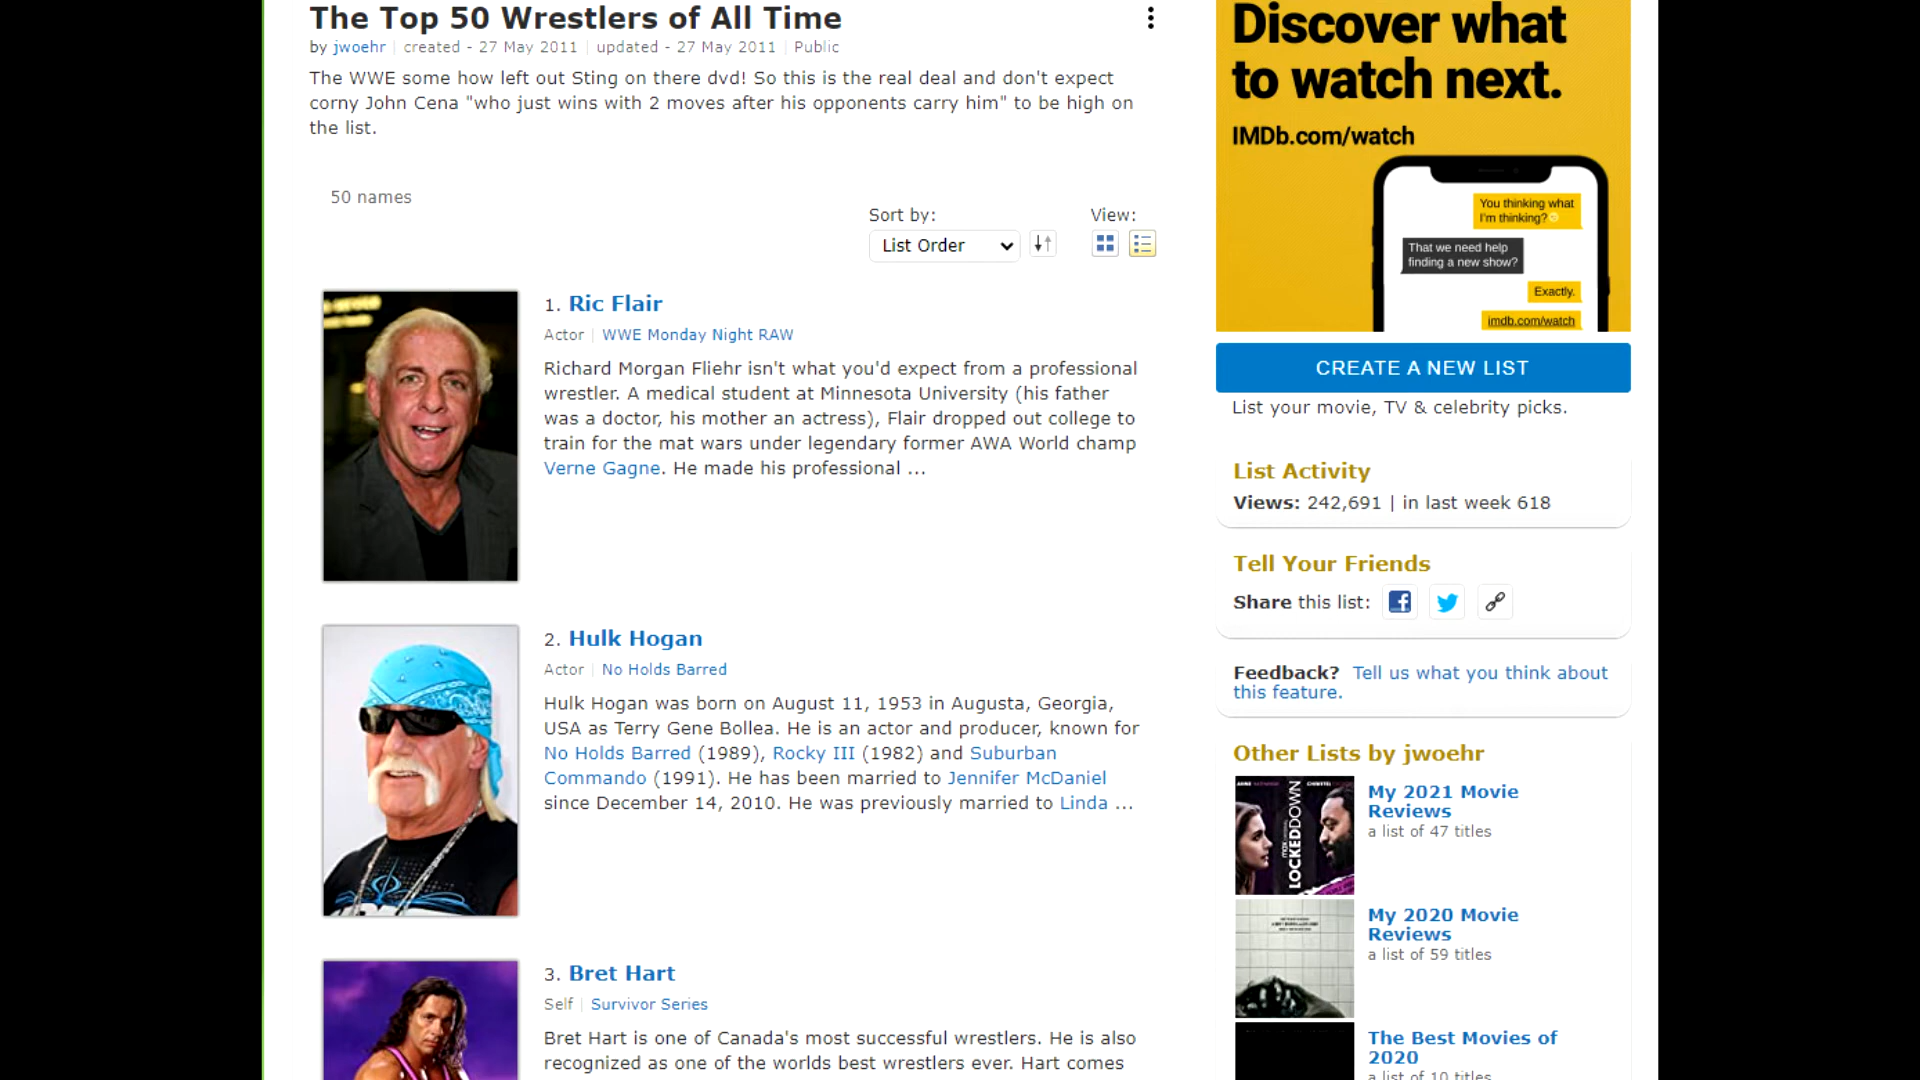 The Top 50 Wrestlers of All Time
by jwoehr | created - 27 May 2011 | updated - 27 May 2011 | Public
The WWE some how left out Sting on there dvd! So this is the real deal and don't expect
corny John Cena "who just wins with 2 moves after his opponents carry him" to be high on
the list.
50 names
Sort by:
View:
List Order
1. Ric Flair
Actor | WWE Monday Night RAW
Richard Morgan Fliehr isn't what you'd expect from a professional
wrestler. A medical student at Minnesota University (his father
was a doctor, his mother an actress), Flair dropped out college to
train for the mat wars under legendary former AWA World champ
Verne Gagne. He made his professional ...
2. Hulk Hogan
Actor | No Holds Barred
Hulk Hogan was born on August 11, 1953 in Augusta, Georgia,
USA as Terry Gene Bollea. He is an actor and producer, known for
No Holds Barred (1989), Rocky III (1982) and Suburban
Commando (1991). He has been married to Jennifer McDaniel
since December 14, 2010. He was previously married to Linda ...
3. Bret Hart
Self | Survivor Series
Bret Hart is one of Canada's most successful wrestlers. He is also
recognized as one of the worlds best wrestlers ever. Hart comes
Discover what
to watch next.
IMDb.com/watch
You thinking what
I'm thinking?
That we need help
finding a new show?
Exactly.
imdb.com/watch
CREATE A NEW LIST
List your movie, TV & celebrity picks.
List Activity
Views: 242,691 | in last week 618
Tell Your Friends
Share this list:
Feedback? Tell us what you think about
this feature.
Other Lists by jwoehr
LOCKED DOWN
My 2021 Movie
Reviews
a list of 47 titles
My 2020 Movie
Reviews
a list of 59 titles
The Best Movies of
2020
a list of 10 titles